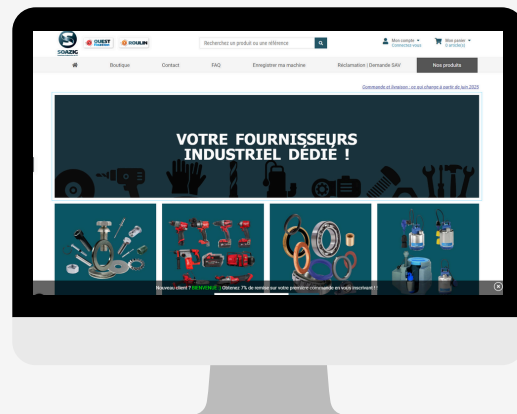 SOAZIG
OUEST
ROULIN
Recherchez un produit ou une référence
Mon compte
Connectez-vous
Mon panier
0 article(s)
Boutique
Contact
FAQ
Enregistrer ma machine
Réclamation | Demande SAV
Nos produits
Commande et livraison : ce qui change à partir de juin 2025
VOTRE FOURNISSEURS
INDUSTRIEL DÉDIÉ !
Nouveau client ? BIENVENUE :) Obtenez 7% de remise sur votre première commande en vous inscrivant ! !